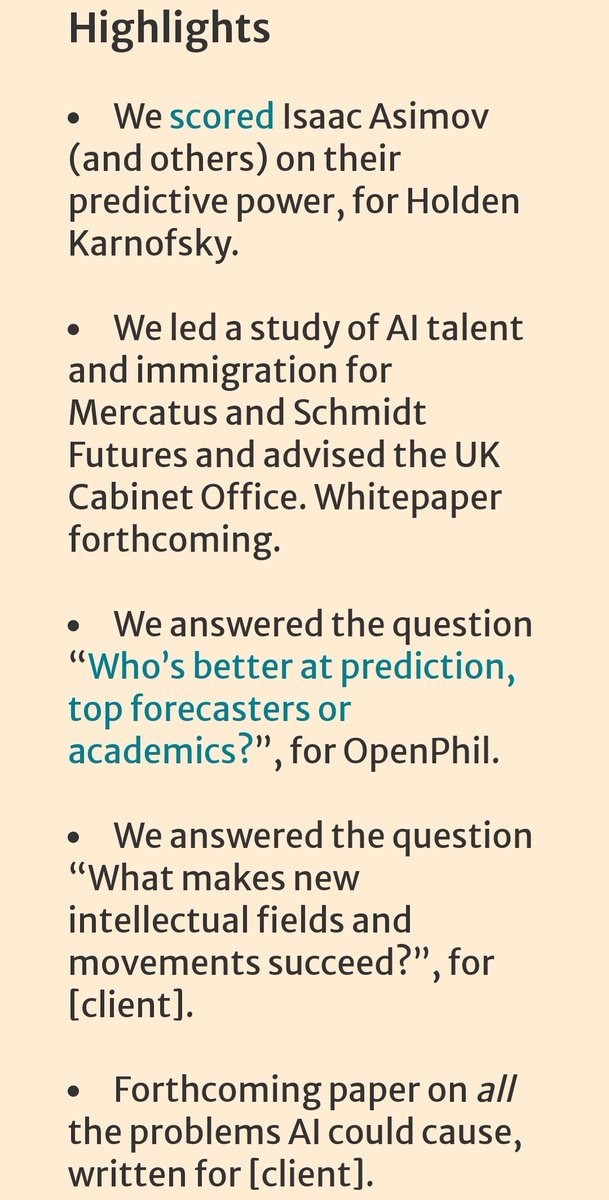 Highlights
• We scored Isaac Asimov
(and others) on their
predictive power, for Holden
Karnofsky.
• We led a study of AI talent
and immigration for
Mercatus and Schmidt
Futures and advised the UK
Cabinet Office. Whitepaper
forthcoming.
• We answered the question
“Who’s better at prediction,
top forecasters or
academics?”, for OpenPhil.
• We answered the question
“What makes new
intellectual fields and
movements succeed?”, for
[client].
• Forthcoming paper on all
the problems AI could cause,
written for [client].